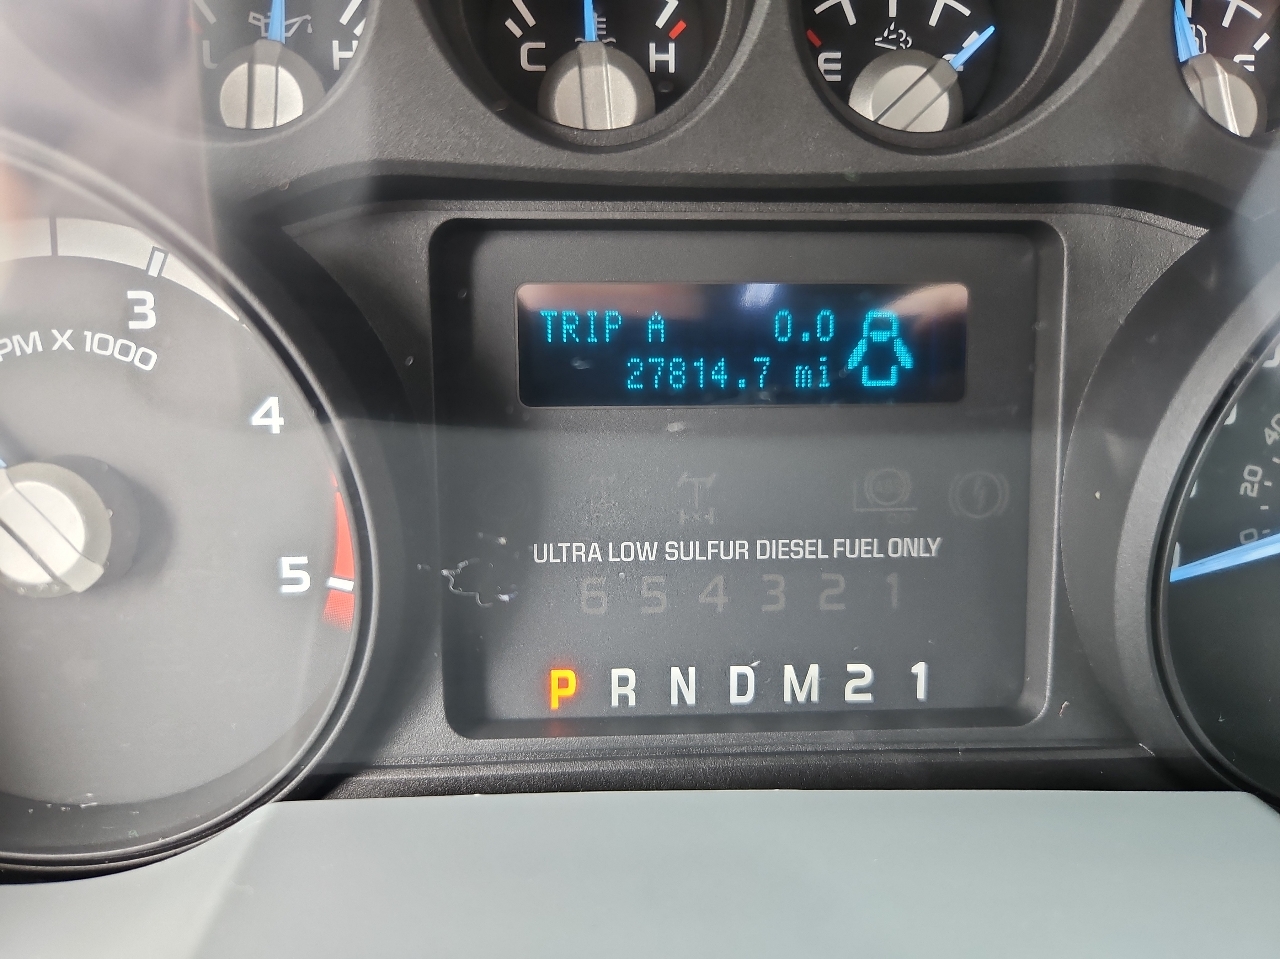 L H
C H
E F
TRIP A 0.0
27814.7 mi
3
PM X 1000
4
5
40
20
0
ULTRA LOW SULFUR DIESEL FUEL ONLY
6 5 4 3 2 1
P R N D M 2 1